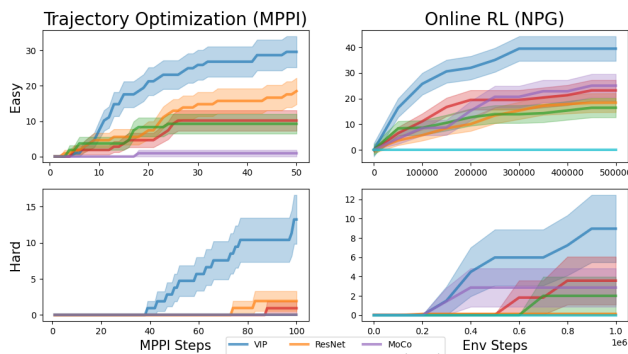 Trajectory Optimization (MPPI)
Online RL (NPG)
Easy
30
20
10
0
0 10 20 30 40 50
40
30
20
10
0
0 100000 200000 300000 400000 500000
Hard
15
10
5
0
0 20 40 60 80 100
12
10
8
6
4
2
0
0.0 0.2 0.4 0.6 0.8 1.0
1e6
MPPI Steps
Env Steps
VIP ResNet MoCo